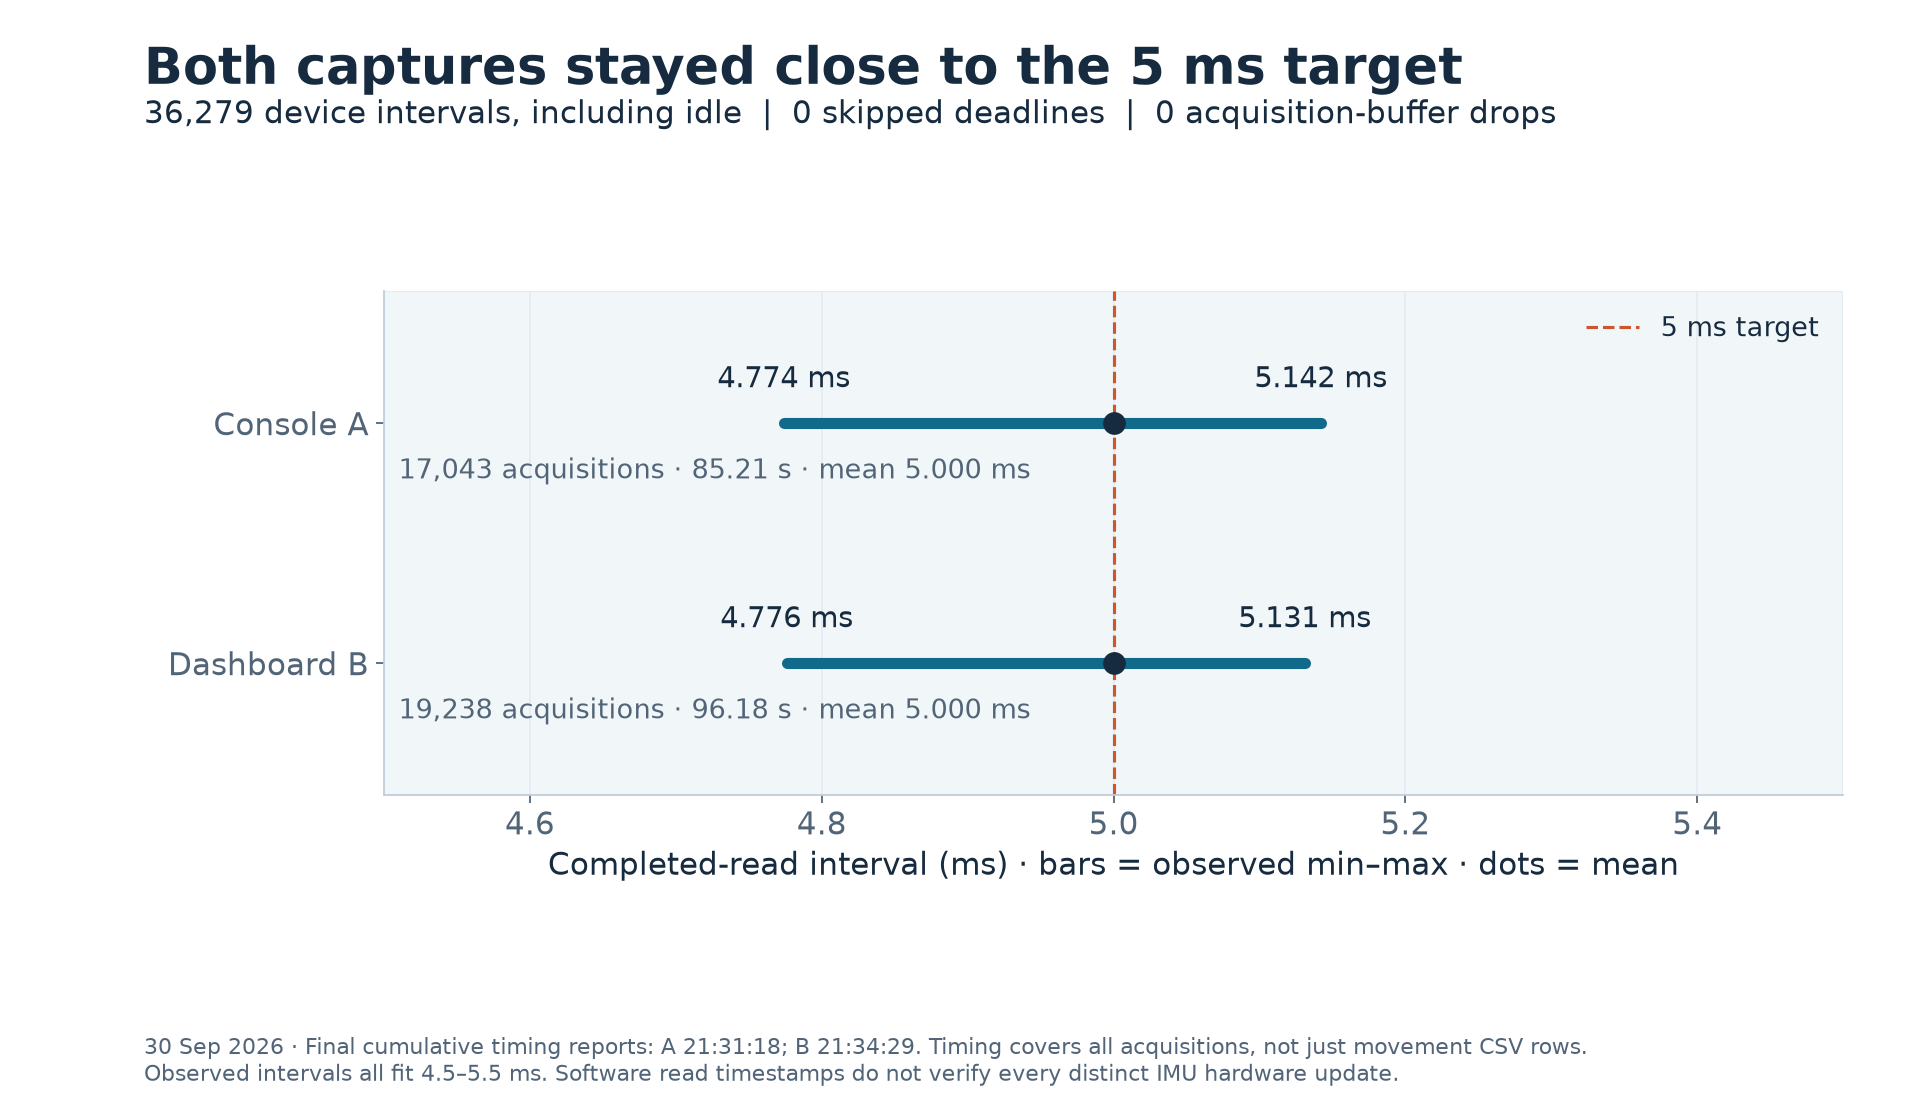 Both captures stayed close to the 5 ms target
36,279 device intervals, including idle | 0 skipped deadlines | 0 acquisition-buffer drops
5 ms target
4.774 ms
5.142 ms
Console A
17,043 acquisitions · 85.21 s · mean 5.000 ms
4.776 ms
5.131 ms
Dashboard B
19,238 acquisitions · 96.18 s · mean 5.000 ms
4.6
4.8
5.0
5.2
5.4
Completed-read interval (ms) · bars = observed min–max · dots = mean
30 Sep 2026 · Final cumulative timing reports: A 21:31:18; B 21:34:29. Timing covers all acquisitions, not just movement CSV rows.
Observed intervals all fit 4.5–5.5 ms. Software read timestamps do not verify every distinct IMU hardware update.